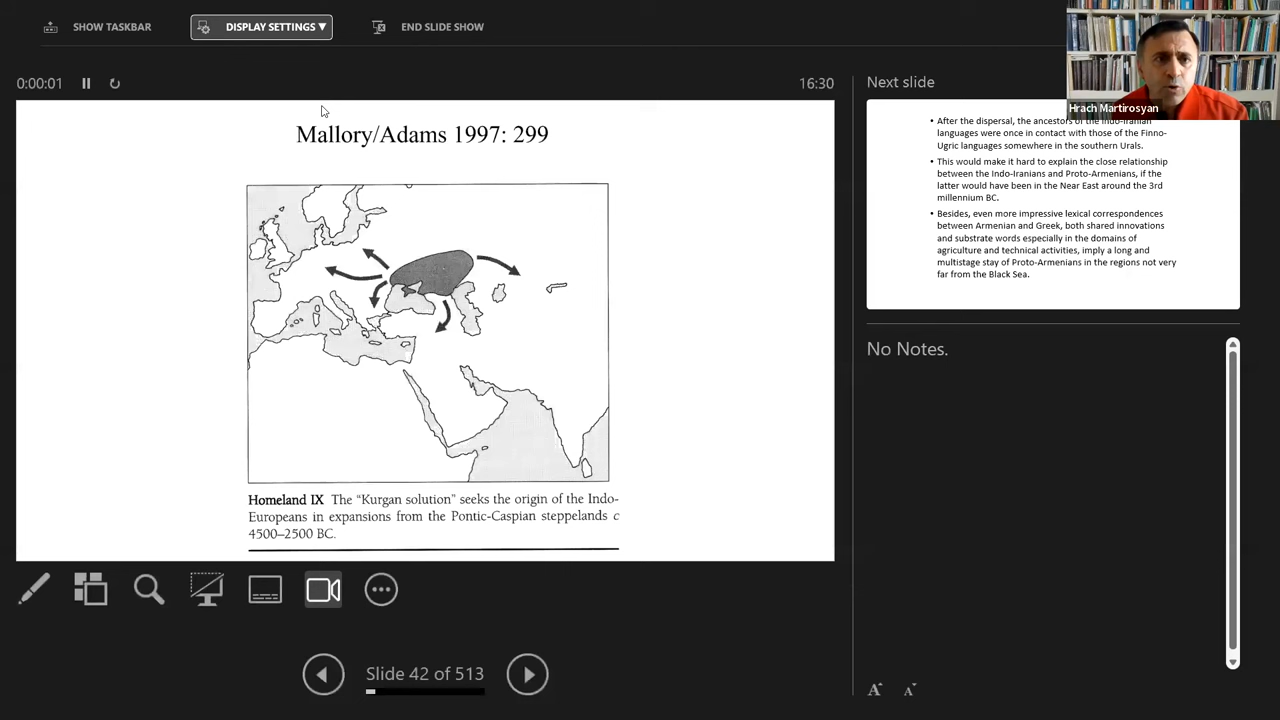 SHOW TASKBAR
DISPLAY SETTINGS ▼
END SLIDE SHOW
0:00:01
16:30
Mallory/Adams 1997: 299
Homeland IX The “Kurgan solution” seeks the origin of the Indo-
Europeans in expansions from the Pontic-Caspian steppelands c
4500–2500 BC.
Slide 42 of 513
Next slide
Hrach Martirosyan
• After the dispersal, the ancestors of the Indo-Iranian
languages were once in contact with those of the Finno-
Ugric languages somewhere in the southern Urals.
• This would make it hard to explain the close relationship
between the Indo-Iranians and Proto-Armenians, if the
latter would have been in the Near East around the 3rd
millennium BC.
• Besides, even more impressive lexical correspondences
between Armenian and Greek, both shared innovations
and substrate words especially in the domains of
agriculture and technical activities, imply a long and
multistage stay of Proto-Armenians in the regions not very
far from the Black Sea.
No Notes.
A A